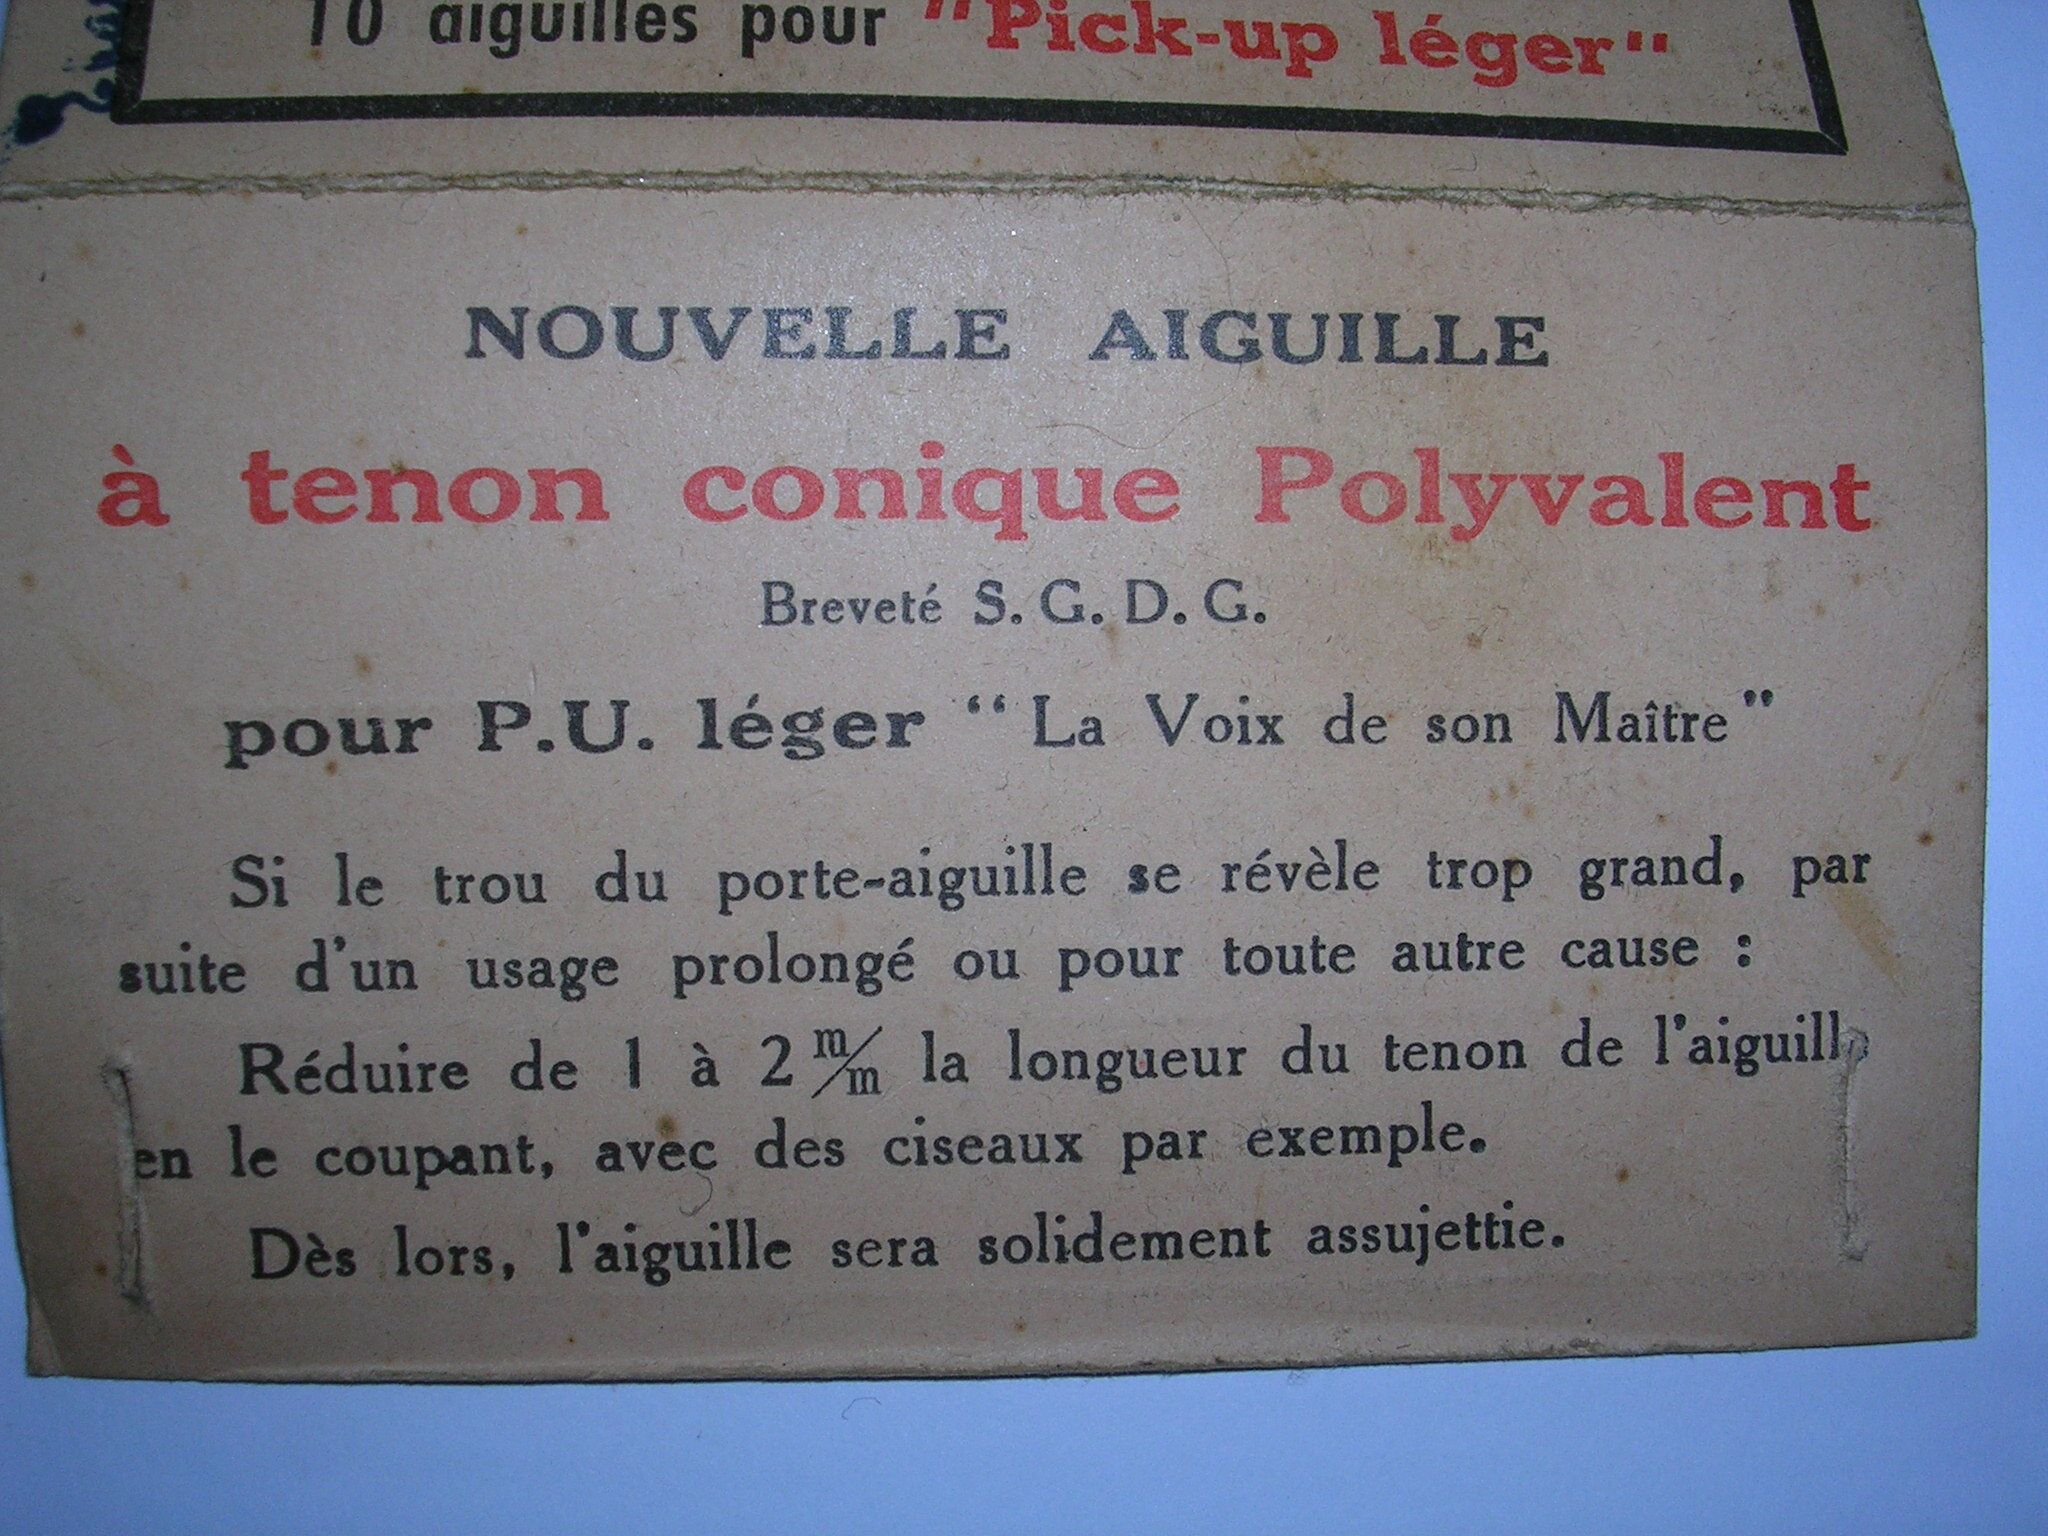 10 aiguilles pour "Pick-up léger"
NOUVELLE AIGUILLE
à tenon conique Polyvalent
Breveté S. G. D. G.
pour P.U. léger "La Voix de son Maître"
Si le trou du porte-aiguille se révèle trop grand, par
suite d'un usage prolongé ou pour toute autre cause :
Réduire de 1 à 2 m/m la longueur du tenon de l'aiguille
en le coupant, avec des ciseaux par exemple.
Dès lors, l'aiguille sera solidement assujettie.